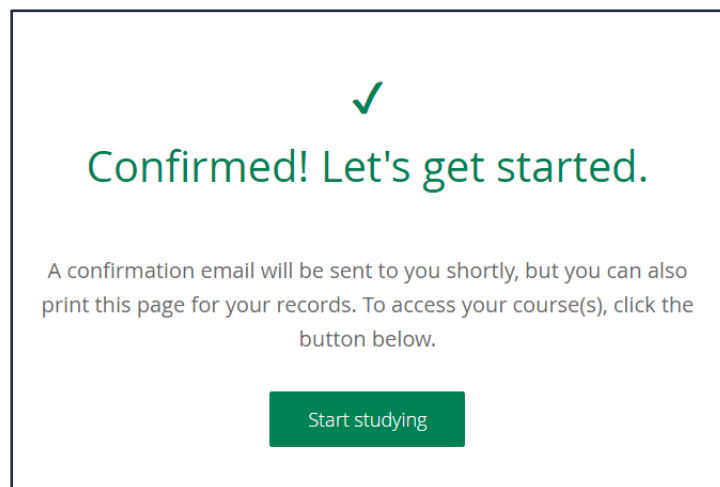 Confirmed! Let's get started.
A confirmation email will be sent to you shortly, but you can also
print this page for your records. To access your course(s), click the
button below.
Start studying